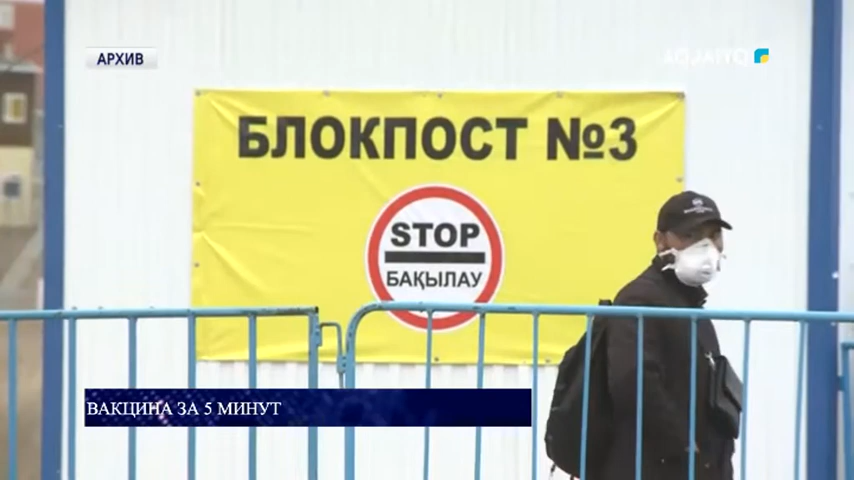 АРХИВ
БЛОКПОСТ №3
STOP
БАҚЫЛАУ
ВАКЦИНА ЗА 5 МИНУТ